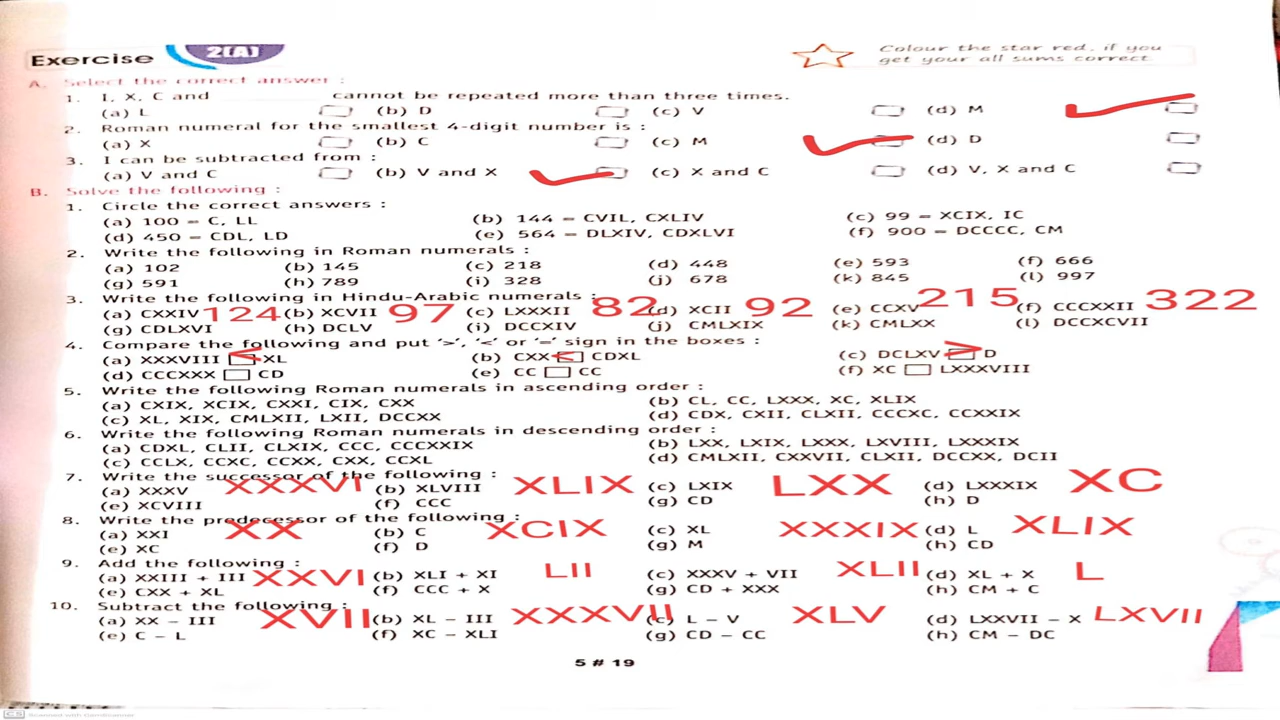 Exercise 2(A)
Colour the star red, if you
get your all sums correct
A. Select the correct answer :
1. I, X, C and ________ cannot be repeated more than three times.
(a) L (b) D (c) V (d) M
2. Roman numeral for the smallest 4-digit number is :
(a) X (b) C (c) M (d) D
3. I can be subtracted from :
(a) V and C (b) V and X (c) X and C (d) V, X and C
B. Solve the following :
1. Circle the correct answers :
(a) 100 = C, LL (b) 144 = CVIL, CXLIV (c) 99 = XCIX, IC
(d) 450 = CDL, LD (e) 564 = DLXIV, CDXLVI (f) 900 = DCCCC, CM
2. Write the following in Roman numerals :
(a) 102 (b) 145 (c) 218 (d) 448 (e) 593 (f) 666
(g) 591 (h) 789 (i) 328 (j) 678 (k) 845 (l) 997
3. Write the following in Hindu-Arabic numerals :
(a) CXXIV 124 (b) XCVII 97 (c) LXXXII 82 (d) XCII 92 (e) CCXV 215 (f) CCCXXII 322
(g) CDLXVI (h) DCLV (i) DCCXIV (j) CMLXIX (k) CMLXX (l) DCCXCVII
4. Compare the following and put '>', '<' or '=' sign in the boxes :
(a) XXXVIII < XL (b) CXX < CDXL (c) DCLXV > D
(d) CCCXXX CD (e) CC CC (f) XC LXXXVIII
5. Write the following Roman numerals in ascending order :
(a) CXIX, XCIX, CXXI, CIX, CXX (b) CL, CC, LXXX, XC, XLIX
(c) XL, XIX, CMLXII, LXII, DCCXX (d) CDX, CXII, CLXII, CCCXC, CCXXIX
6. Write the following Roman numerals in descending order :
(a) CDXL, CLII, CLXIX, CCC, CCCXXIX (b) LXX, LXIX, LXXX, LXVIII, LXXXIX
(c) CCLX, CCXC, CCXX, CXX, CCXL (d) CMLXII, CXXVII, CLXII, DCCXX, DCII
7. Write the successor of the following :
(a) XXXV XXXVI (b) XLVIII XLIX (c) LXIX LXX (d) LXXXIX XC
(e) XCVIII (f) CCC (g) CD (h) D
8. Write the predecessor of the following :
(a) XXI XX (b) C XCIX (c) XL XXXIX (d) L XLIX
(e) XC (f) D (g) M (h) CD
9. Add the following :
(a) XXIII + III XXVI (b) XLI + XI LII (c) XXXV + VII XLII (d) XL + X L
(e) CXX + XL (f) CCC + X (g) CD + XXX (h) CM + C
10. Subtract the following :
(a) XX – III XVII (b) XL – III XXXVII (c) L – V XLV (d) LXXVII – X LXVII
(e) C – L (f) XC – XLI (g) CD – CC (h) CM – DC
5 # 19
CS Scanned with CamScanner